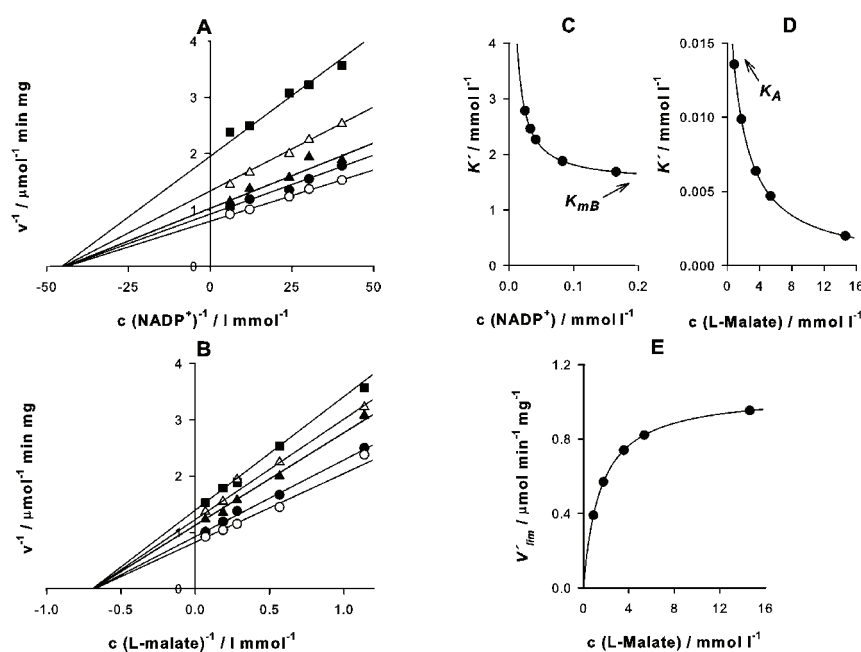 A
v⁻¹ / μmol⁻¹ min mg
4
3
2
1
0
-50 -25 0 25 50
c (NADP⁺)⁻¹ / l mmol⁻¹
B
v⁻¹ / μmol⁻¹ min mg
4
3
2
1
0
-1.0 -0.5 0.0 0.5 1.0
c (L-malate)⁻¹ / l mmol⁻¹
C
K´ / mmol l⁻¹
4
3
2
1
0
K_mB
0.0 0.1 0.2
c (NADP⁺) / mmol l⁻¹
D
K´ / mmol l⁻¹
0.015
0.010
0.005
0.000
K_A
0 4 8 12 16
c (L-Malate) / mmol l⁻¹
E
V´_lim / μmol min⁻¹ mg⁻¹
1.2
0.8
0.4
0.0
0 4 8 12 16
c (L-Malate) / mmol l⁻¹